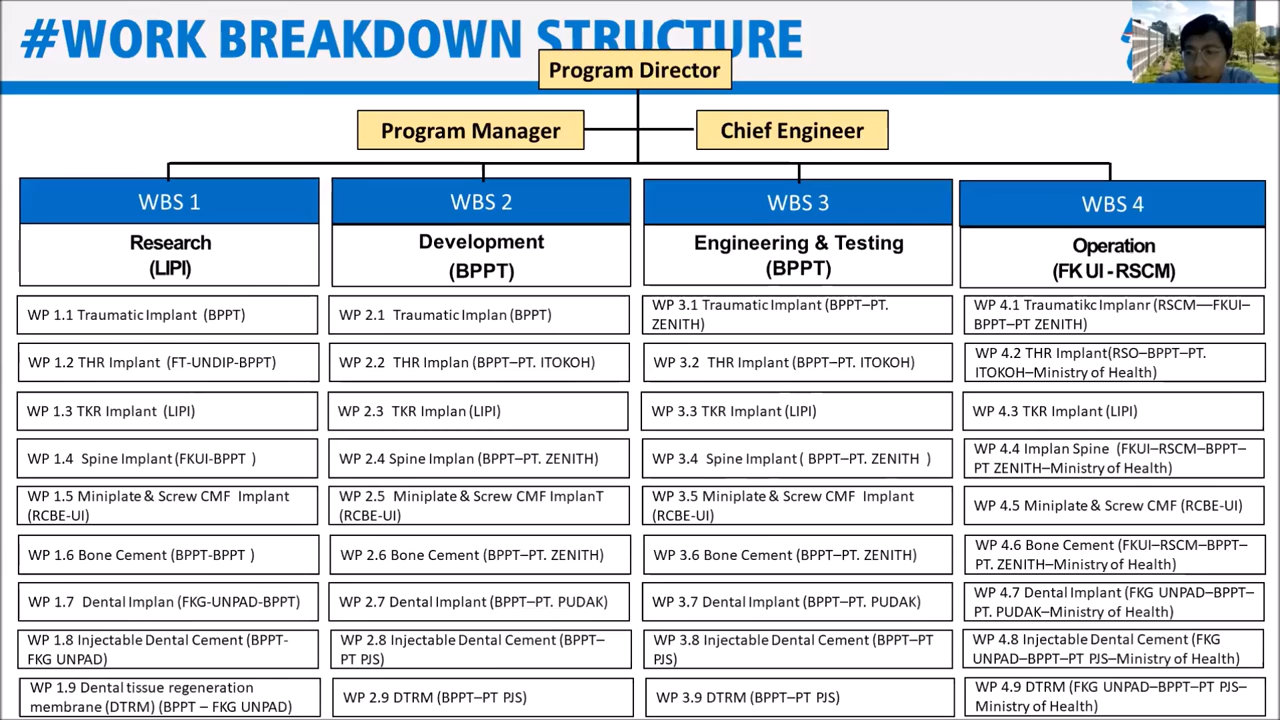 #WORK BREAKDOWN STRUCTURE
Program Director
Program Manager
Chief Engineer
WBS 1
Research
(LIPI)
WP 1.1 Traumatic Implant (BPPT)
WP 1.2 THR Implant (FT-UNDIP-BPPT)
WP 1.3 TKR Implant (LIPI)
WP 1.4 Spine Implant (FKUI-BPPT )
WP 1.5 Miniplate & Screw CMF Implant
(RCBE-UI)
WP 1.6 Bone Cement (BPPT-BPPT )
WP 1.7 Dental Implan (FKG-UNPAD-BPPT)
WP 1.8 Injectable Dental Cement (BPPT-
FKG UNPAD)
WP 1.9 Dental tissue regeneration
membrane (DTRM) (BPPT – FKG UNPAD)
WBS 2
Development
(BPPT)
WP 2.1 Traumatic Implan (BPPT)
WP 2.2 THR Implan (BPPT–PT. ITOKOH)
WP 2.3 TKR Implan (LIPI)
WP 2.4 Spine Implan (BPPT–PT. ZENITH)
WP 2.5 Miniplate & Screw CMF ImplanT
(RCBE-UI)
WP 2.6 Bone Cement (BPPT–PT. ZENITH)
WP 2.7 Dental Implant (BPPT–PT. PUDAK)
WP 2.8 Injectable Dental Cement (BPPT–
PT PJS)
WP 2.9 DTRM (BPPT–PT PJS)
WBS 3
Engineering & Testing
(BPPT)
WP 3.1 Traumatic Implant (BPPT–PT.
ZENITH)
WP 3.2 THR Implant (BPPT–PT. ITOKOH)
WP 3.3 TKR Implant (LIPI)
WP 3.4 Spine Implant ( BPPT–PT. ZENITH )
WP 3.5 Miniplate & Screw CMF Implant
(RCBE-UI)
WP 3.6 Bone Cement (BPPT–PT. ZENITH)
WP 3.7 Dental Implant (BPPT–PT. PUDAK)
WP 3.8 Injectable Dental Cement (BPPT–PT
PJS)
WP 3.9 DTRM (BPPT–PT PJS)
WBS 4
Operation
(FK UI - RSCM)
WP 4.1 Traumatikc Implanr (RSCM—FKUI–
BPPT–PT ZENITH)
WP 4.2 THR Implant(RSO–BPPT–PT.
ITOKOH–Ministry of Health)
WP 4.3 TKR Implant (LIPI)
WP 4.4 Implan Spine (FKUI–RSCM–BPPT–
PT ZENITH–Ministry of Health)
WP 4.5 Miniplate & Screw CMF (RCBE-UI)
WP 4.6 Bone Cement (FKUI–RSCM–BPPT–
PT. ZENITH–Ministry of Health)
WP 4.7 Dental Implant (FKG UNPAD–BPPT–
PT. PUDAK–Ministry of Health)
WP 4.8 Injectable Dental Cement (FKG
UNPAD–BPPT–PT PJS–Ministry of Health)
WP 4.9 DTRM (FKG UNPAD–BPPT–PT PJS–
Ministry of Health)